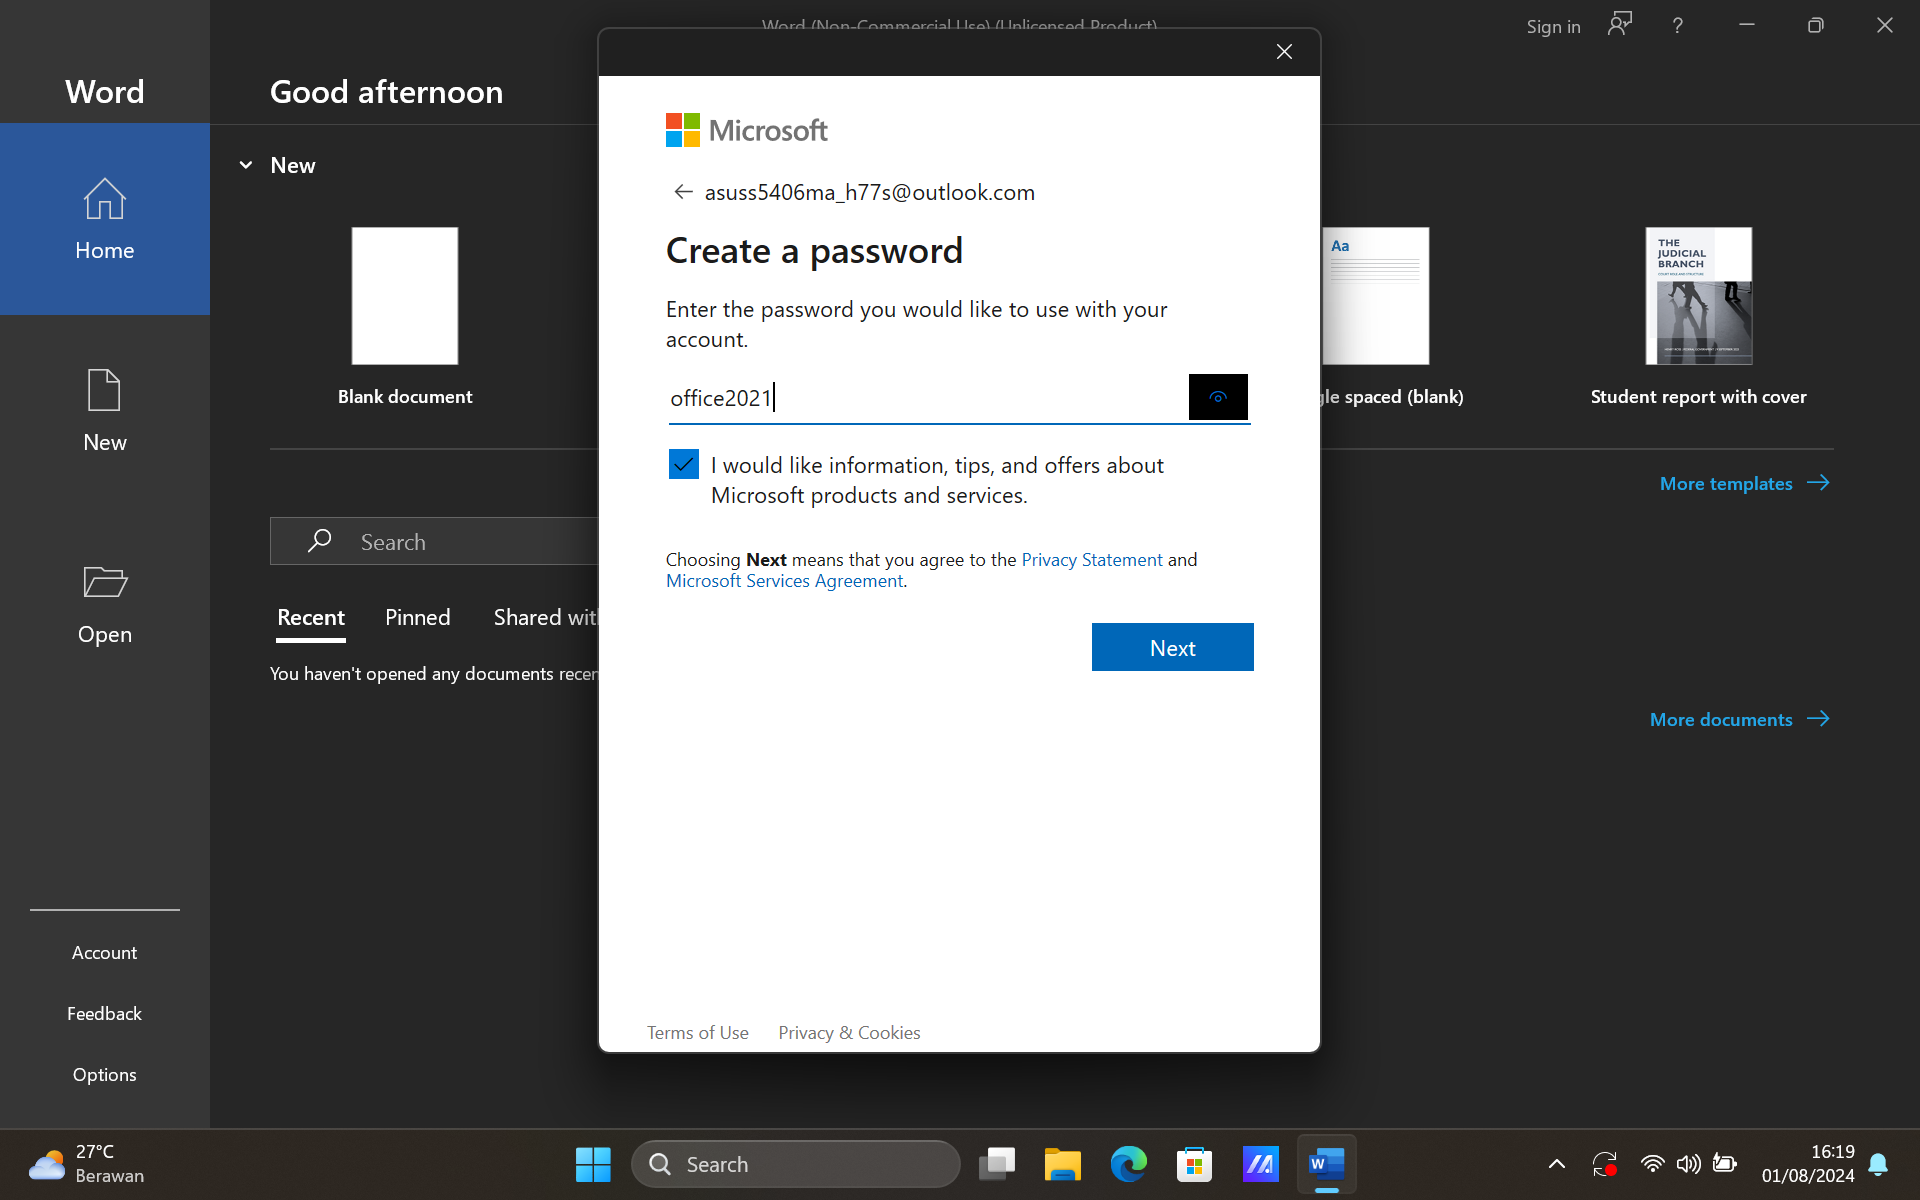 Word (Non-Commercial Use) (Unlicensed Product)
Sign in
?
Word
Good afternoon
New
Home
New
Open
Blank document
gle spaced (blank)
Aa
THE
JUDICIAL
BRANCH
Student report with cover
More templates
Search
Recent
Pinned
Shared with
You haven't opened any documents recen
More documents
Account
Feedback
Options
Microsoft
asuss5406ma_h77s@outlook.com
Create a password
Enter the password you would like to use with your
account.
office2021
I would like information, tips, and offers about
Microsoft products and services.
Choosing Next means that you agree to the Privacy Statement and
Microsoft Services Agreement.
Next
Terms of Use
Privacy & Cookies
27°C
Berawan
Search
W
16:19
01/08/2024